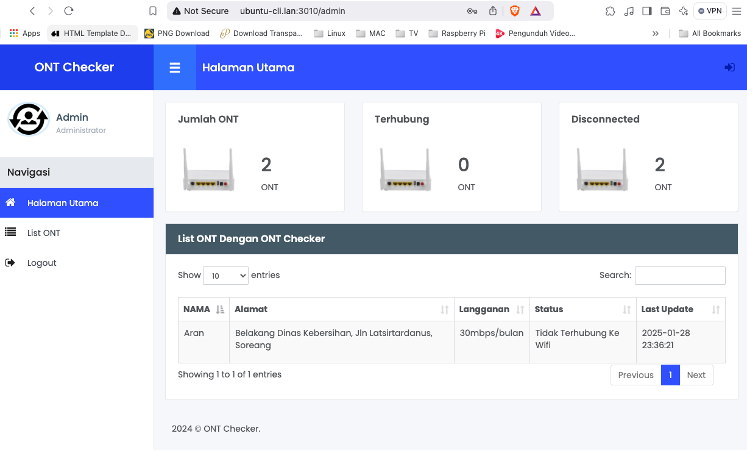 Not Secure ubuntu-cli.lan:3010/admin
VPN
Apps HTML Template D... PNG Download Download Transpa... Linux MAC TV Raspberry Pi Pengunduh Video... » All Bookmarks
ONT Checker
Halaman Utama
Admin
Administrator
Navigasi
Halaman Utama
List ONT
Logout
Jumlah ONT
2
ONT
Terhubung
0
ONT
Disconnected
2
ONT
List ONT Dengan ONT Checker
Show 10 entries
Search:
NAMA Alamat Langganan Status Last Update
Aran
Belakang Dinas Kebersihan, Jln Latsirtardanus,
Soreang
30mbps/bulan
Tidak Terhubung Ke
Wifi
2025-01-28
23:36:21
Showing 1 to 1 of 1 entries
Previous 1 Next
2024 © ONT Checker.